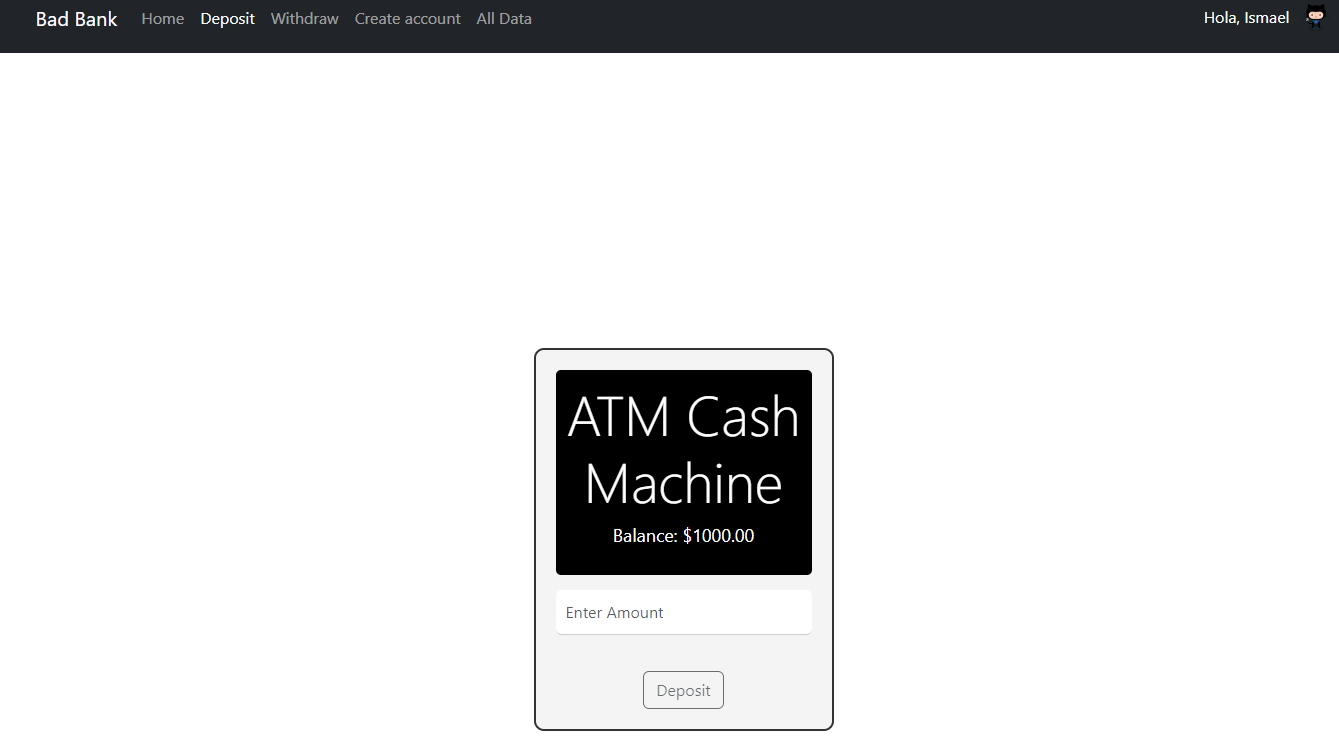 Bad Bank Home Deposit Withdraw Create account All Data Hola, Ismael
ATM Cash
Machine
Balance: $1000.00
Enter Amount
Deposit